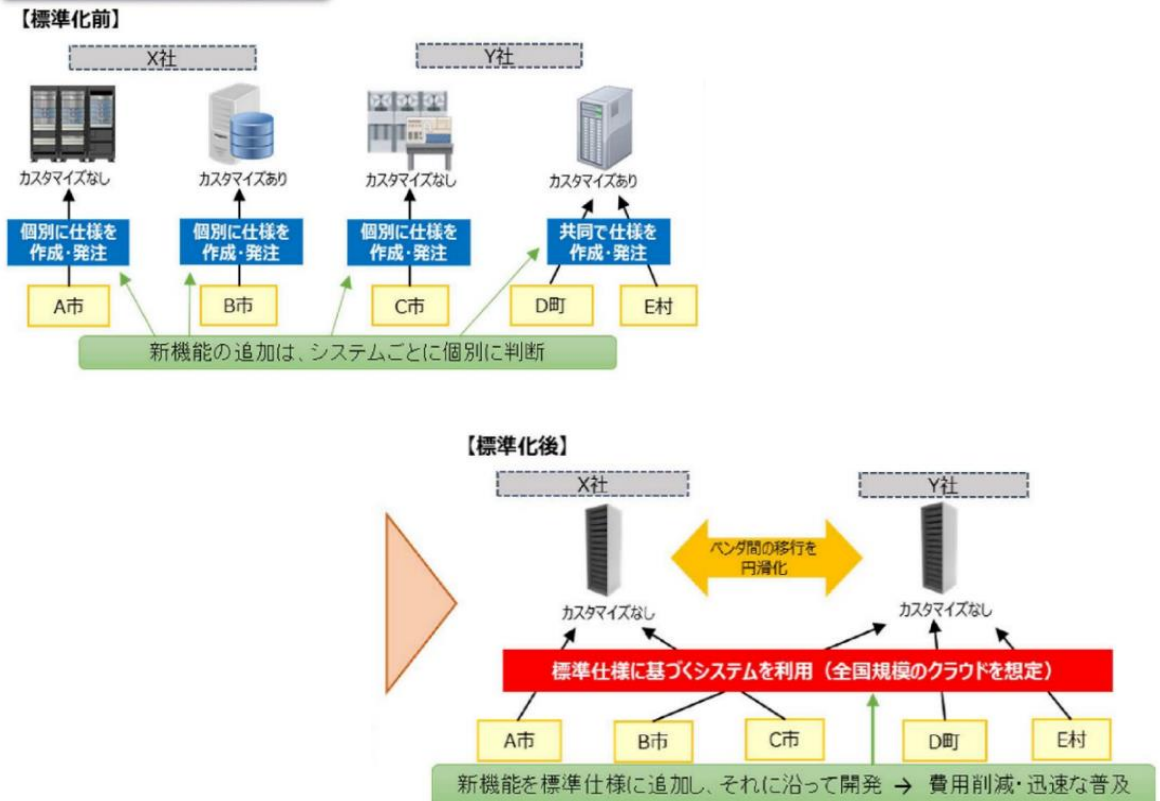 【標準化前】
X社
Y社
カスタマイズなし
カスタマイズあり
カスタマイズなし
カスタマイズあり
個別に仕様を
作成・発注
個別に仕様を
作成・発注
個別に仕様を
作成・発注
共同で仕様を
作成・発注
A市
B市
C市
D町
E村
新機能の追加は、システムごとに個別に判断
【標準化後】
X社
Y社
ベンダ間の移行を
円滑化
カスタマイズなし
カスタマイズなし
標準仕様に基づくシステムを利用（全国規模のクラウドを想定）
A市
B市
C市
D町
E村
新機能を標準仕様に追加し、それに沿って開発 → 費用削減・迅速な普及